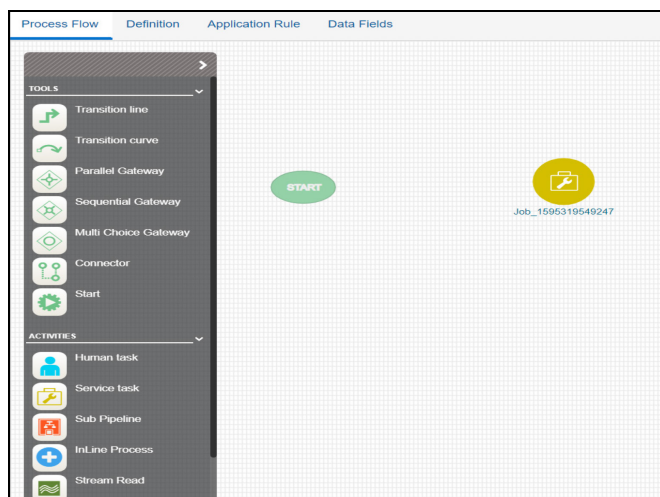 Process Flow Definition Application Rule Data Fields
TOOLS
Transition line
Transition curve
Parallel Gateway
Sequential Gateway
Multi Choice Gateway
Connector
Start
ACTIVITIES
Human task
Service task
Sub Pipeline
InLine Process
Stream Read
START
Job_1595319549247